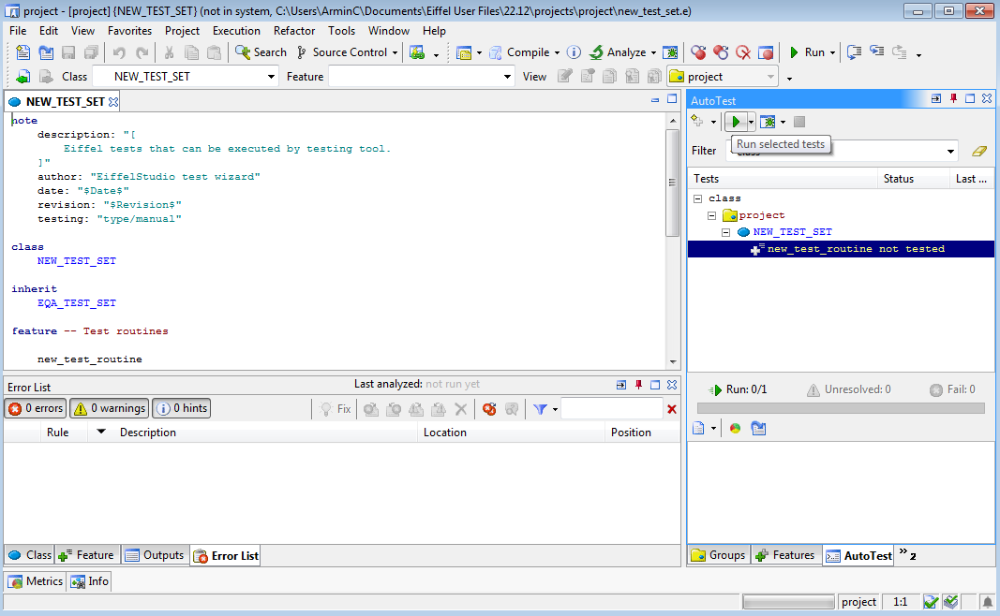 project - [project] {NEW_TEST_SET} (not in system, C:\Users\ArminC\Documents\Eiffel User Files\22.12\projects\project\new_test_set.e)
File Edit View Favorites Project Execution Refactor Tools Window Help
Search Source Control Compile Analyze Run
Class NEW_TEST_SET Feature View project
NEW_TEST_SET
note
description: "[
Eiffel tests that can be executed by testing tool.
]"
author: "EiffelStudio test wizard"
date: "$Date$"
revision: "$Revision$"
testing: "type/manual"
class
NEW_TEST_SET
inherit
EQA_TEST_SET
feature -- Test routines
new_test_routine
AutoTest
Run selected tests
Filter
Tests Status Last ...
class
project
NEW_TEST_SET
new_test_routine not tested
Run: 0/1 Unresolved: 0 Fail: 0
Error List Last analyzed: not run yet
0 errors 0 warnings 0 hints Fix
Rule Description Location Position
Class Feature Outputs Error List
Groups Features AutoTest 2
Metrics Info
project 1:1